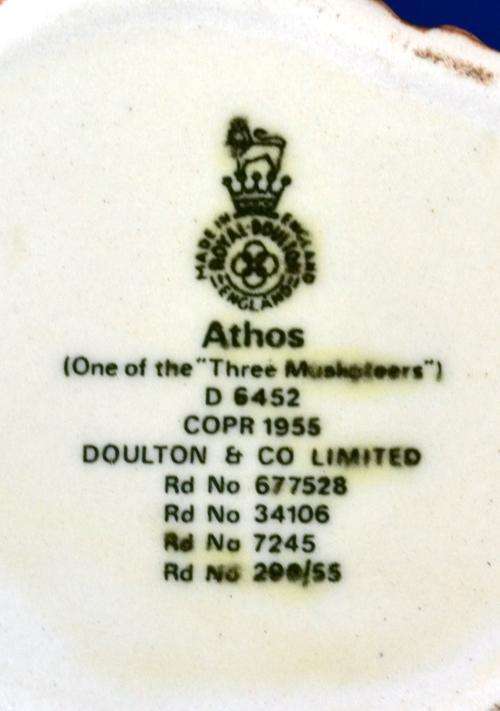 MADE IN ENGLAND
ROYAL DOULTON
ENGLAND
Athos
(One of the "Three Musketeers")
D 6452
COPR 1955
DOULTON & CO LIMITED
Rd No 677528
Rd No 34106
Rd No 7245
Rd No 290/55